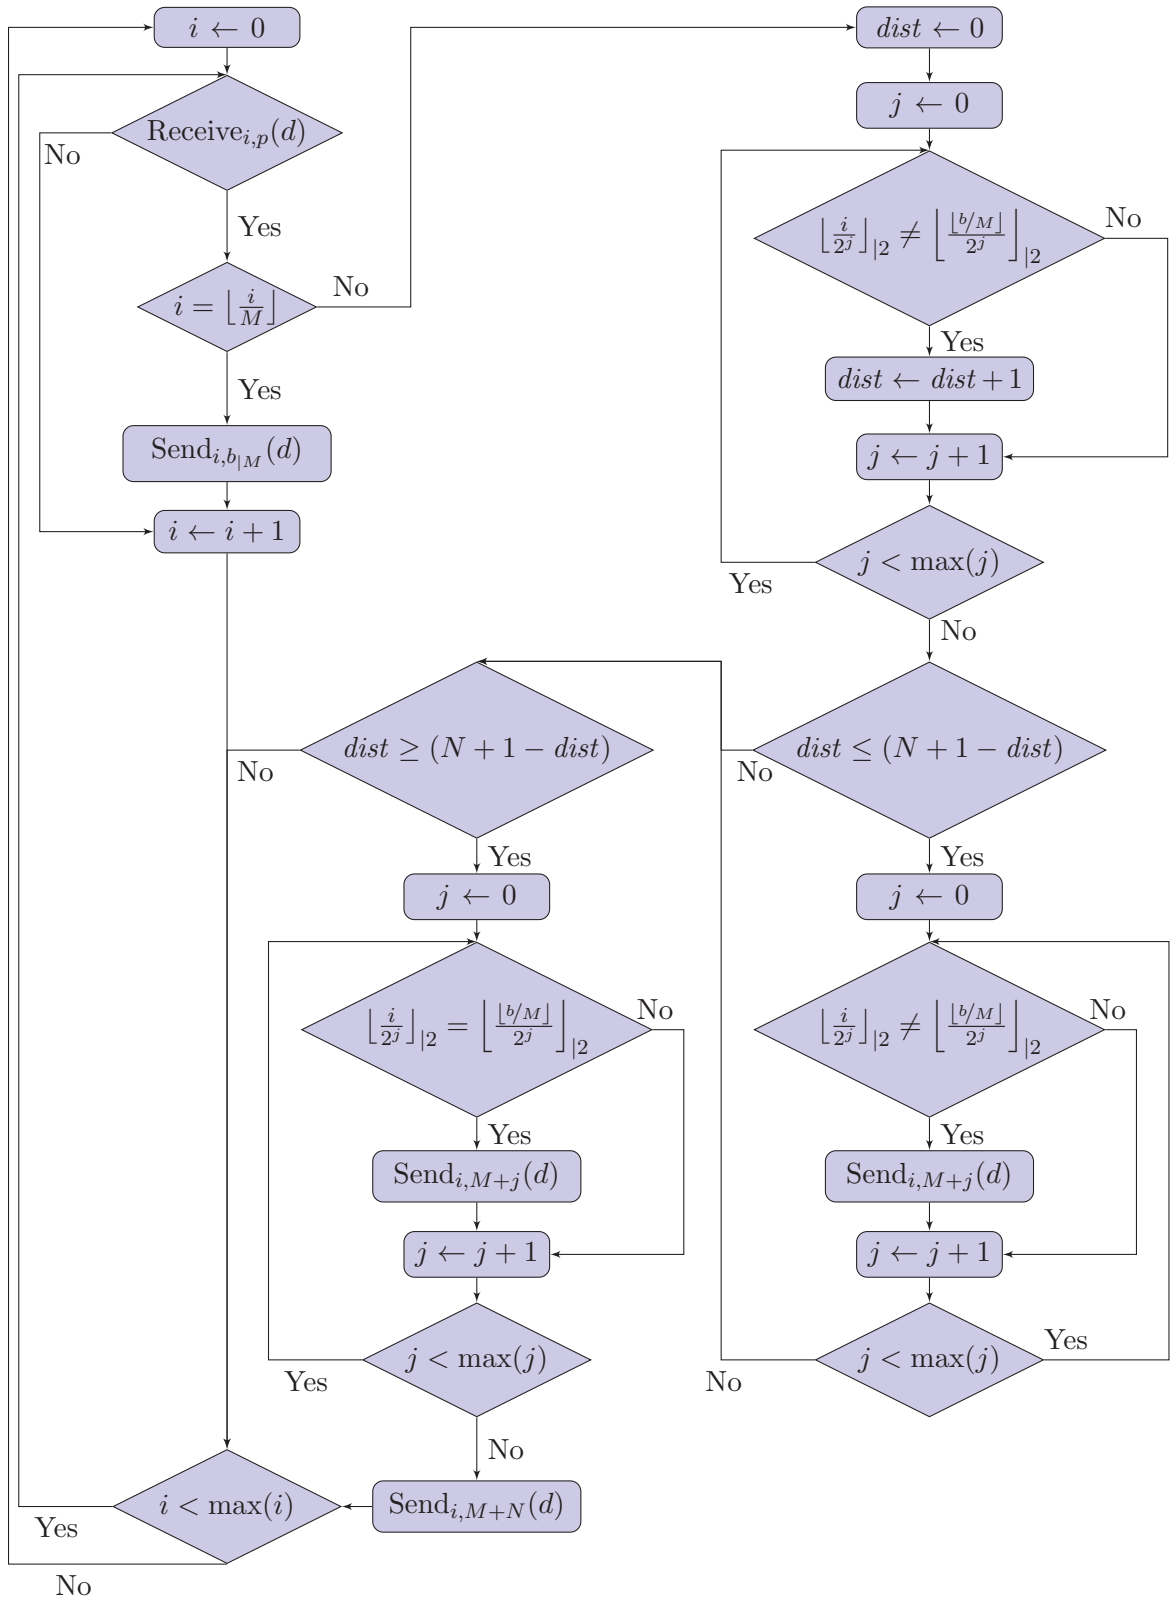 i ← 0
Receive_{i,p}(d)
No
Yes
i = ⌊i/M⌋
No
Yes
Send_{i,b_{|M}}(d)
i ← i + 1
dist ← 0
j ← 0
⌊i/2^j⌋_{|2} ≠ ⌊⌊b/M⌋/2^j⌋_{|2}
No
Yes
dist ← dist + 1
j ← j + 1
j < max(j)
Yes
No
dist ≤ (N + 1 − dist)
No
Yes
j ← 0
⌊i/2^j⌋_{|2} ≠ ⌊⌊b/M⌋/2^j⌋_{|2}
No
Yes
Send_{i,M+j}(d)
j ← j + 1
j < max(j)
Yes
No
dist ≥ (N + 1 − dist)
No
Yes
j ← 0
⌊i/2^j⌋_{|2} = ⌊⌊b/M⌋/2^j⌋_{|2}
No
Yes
Send_{i,M+j}(d)
j ← j + 1
j < max(j)
Yes
No
Send_{i,M+N}(d)
i < max(i)
Yes
No